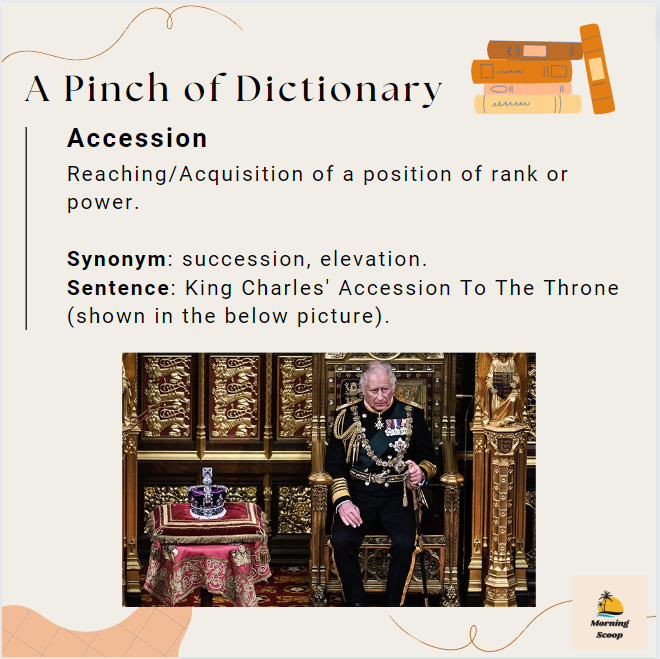 A Pinch of Dictionary
Accession
Reaching/Acquisition of a position of rank or
power.
Synonym: succession, elevation.
Sentence: King Charles' Accession To The Throne
(shown in the below picture).
Morning
Scoop